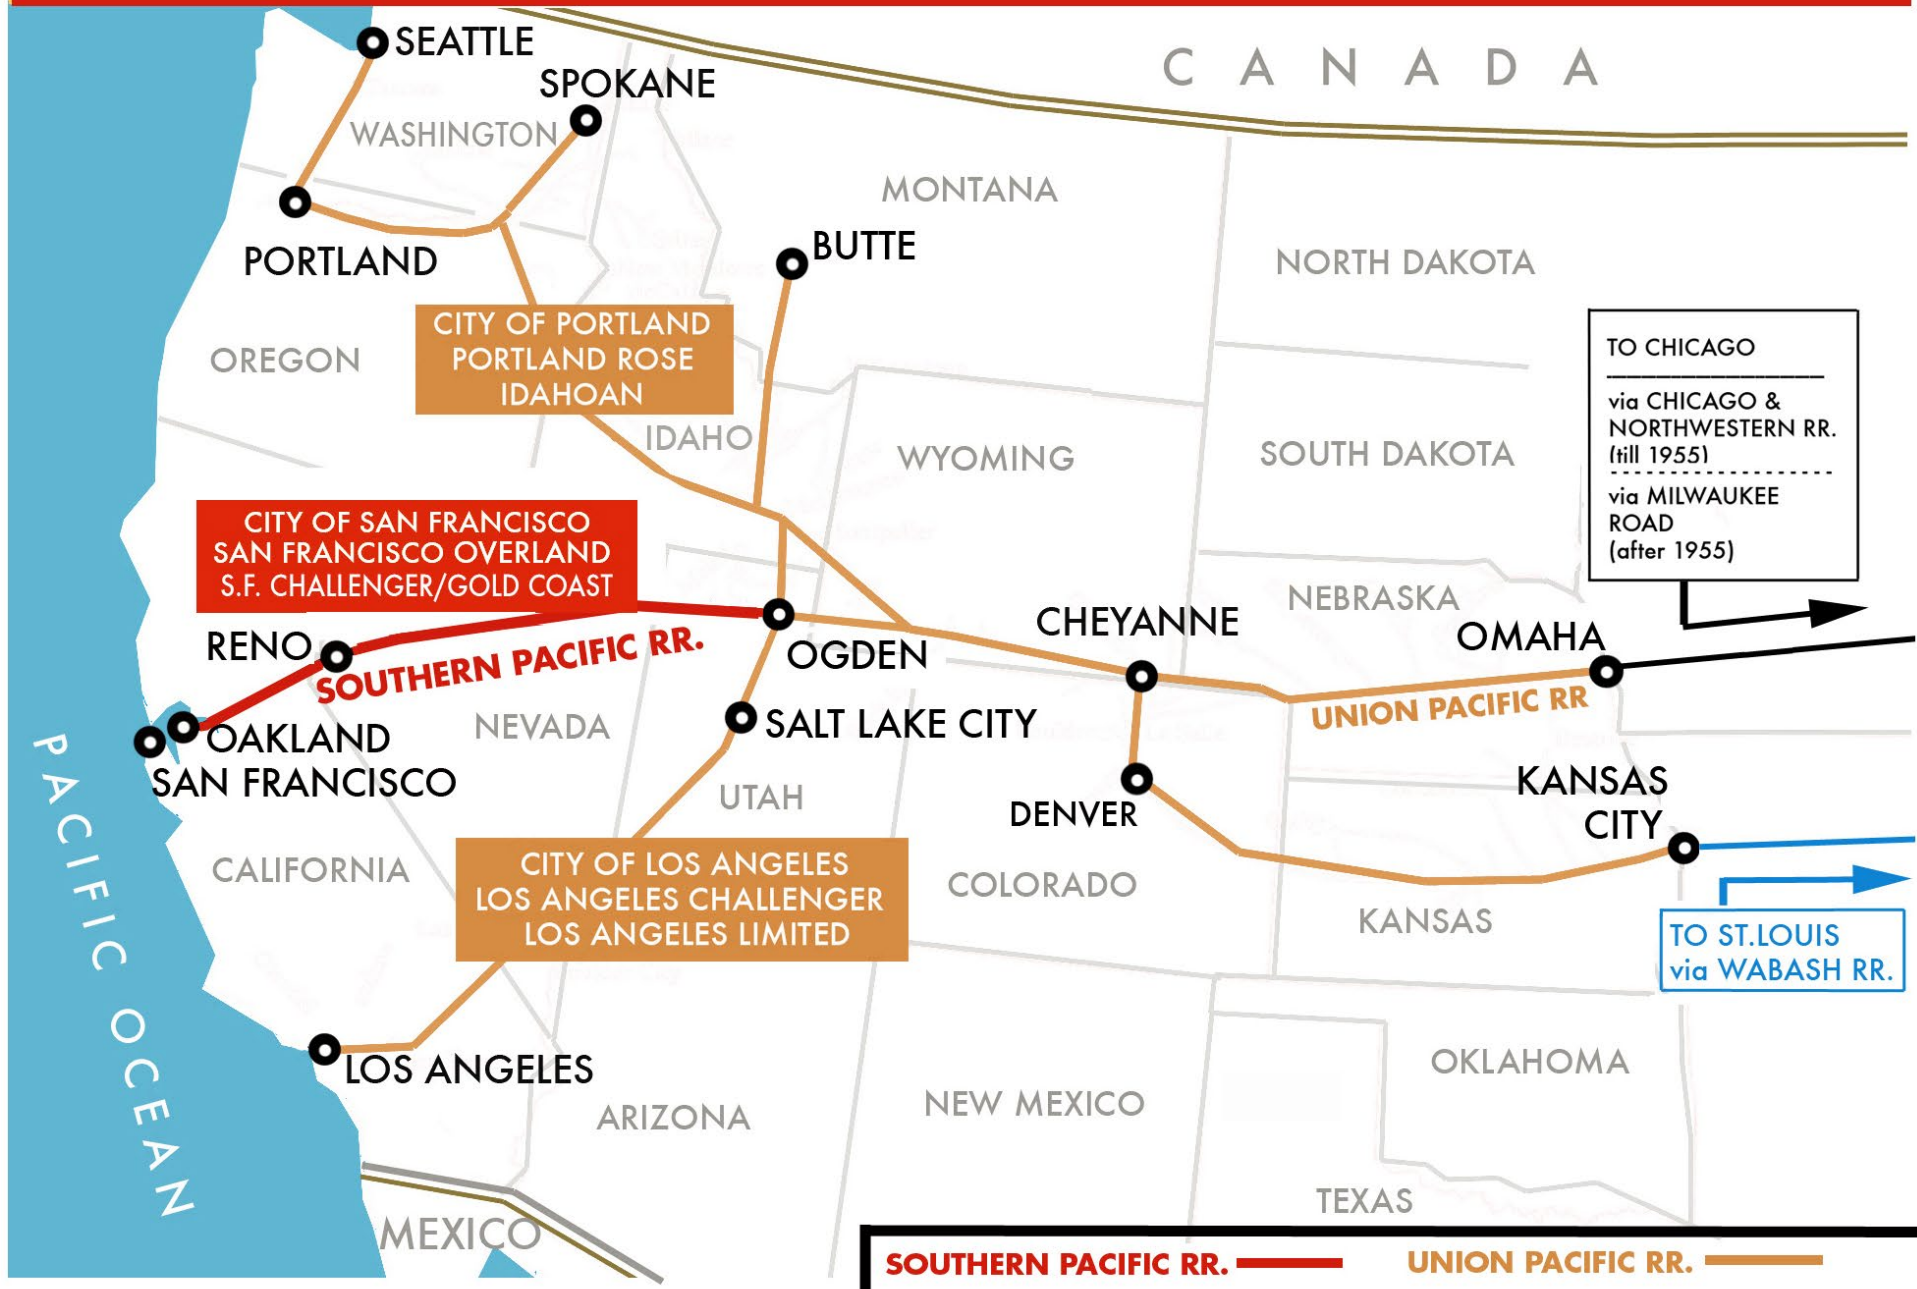 CANADA
SEATTLE
SPOKANE
WASHINGTON
MONTANA
PORTLAND
BUTTE
NORTH DAKOTA
CITY OF PORTLAND
PORTLAND ROSE
IDAHOAN
OREGON
IDAHO
WYOMING
SOUTH DAKOTA
TO CHICAGO
via CHICAGO &
NORTHWESTERN RR.
(till 1955)
via MILWAUKEE
ROAD
(after 1955)
CITY OF SAN FRANCISCO
SAN FRANCISCO OVERLAND
S.F. CHALLENGER/GOLD COAST
RENO
SOUTHERN PACIFIC RR.
OGDEN
CHEYANNE
NEBRASKA
OMAHA
UNION PACIFIC RR
OAKLAND
SAN FRANCISCO
NEVADA
SALT LAKE CITY
UTAH
DENVER
KANSAS
CITY
CALIFORNIA
CITY OF LOS ANGELES
LOS ANGELES CHALLENGER
LOS ANGELES LIMITED
COLORADO
KANSAS
TO ST.LOUIS
via WABASH RR.
PACIFIC OCEAN
LOS ANGELES
ARIZONA
NEW MEXICO
OKLAHOMA
TEXAS
MEXICO
SOUTHERN PACIFIC RR.
UNION PACIFIC RR.